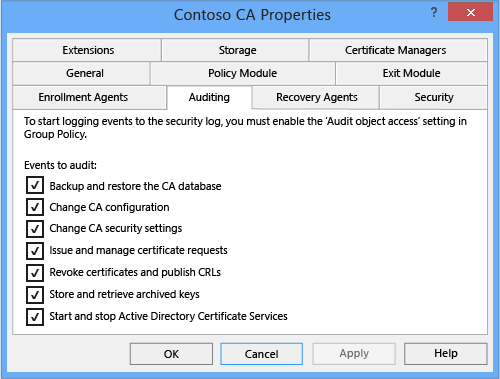 Contoso CA Properties
?
Extensions
Storage
Certificate Managers
General
Policy Module
Exit Module
Enrollment Agents
Auditing
Recovery Agents
Security
To start logging events to the security log, you must enable the 'Audit object access' setting in
Group Policy.
Events to audit:
Backup and restore the CA database
Change CA configuration
Change CA security settings
Issue and manage certificate requests
Revoke certificates and publish CRLs
Store and retrieve archived keys
Start and stop Active Directory Certificate Services
OK
Cancel
Apply
Help